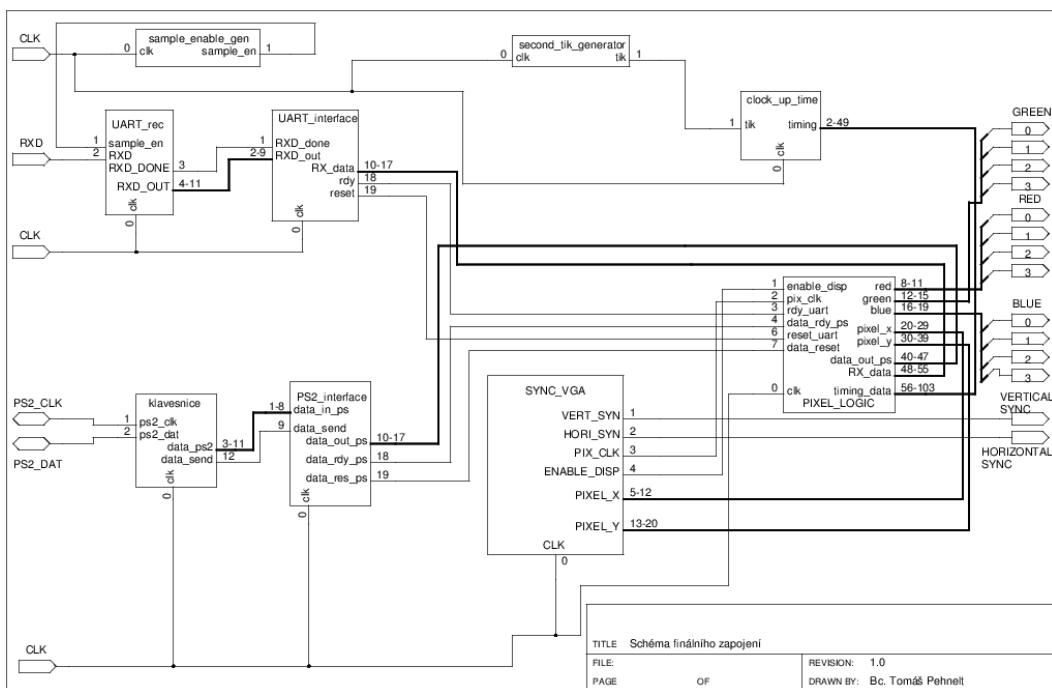 CLK
0
sample_enable_gen
clk
sample_en
1
0
second_tik_generator
clk
tik
1
clock_up_time
1
tik
timing
2-49
clk
0
GREEN
0
1
2
3
RED
0
1
2
3
BLUE
0
1
2
3
VERTICAL
SYNC
HORIZONTAL
SYNC
RXD
UART_rec
1
sample_en
2
RXD
RXD_DONE
3
RXD_OUT
4-11
clk
0
UART_interface
1
RXD_done
2-9
RXD_out
RX_data
10-17
rdy
18
reset
19
clk
0
CLK
1
enable_disp
2
pix_clk
3
rdy_uart
4
data_rdy_ps
6
reset_uart
7
data_reset
0
clk
red
8-11
green
12-15
blue
16-19
pixel_x
20-29
pixel_y
30-39
data_out_ps
40-47
RX_data
48-55
timing_data
56-103
PIXEL_LOGIC
PS2_CLK
PS2_DAT
klavesnice
1
ps2_clk
2
ps2_dat
data_ps2
3-11
data_send
12
clk
0
PS2_interface
1-8
data_in_ps
9
data_send
data_out_ps
10-17
data_rdy_ps
18
data_res_ps
19
clk
0
SYNC_VGA
VERT_SYN
1
HORI_SYN
2
PIX_CLK
3
ENABLE_DISP
4
PIXEL_X
5-12
PIXEL_Y
13-20
CLK
0
CLK
TITLE Schéma finálního zapojení
FILE:
REVISION: 1.0
PAGE OF
DRAWN BY: Bc. Tomáš Pehnelt